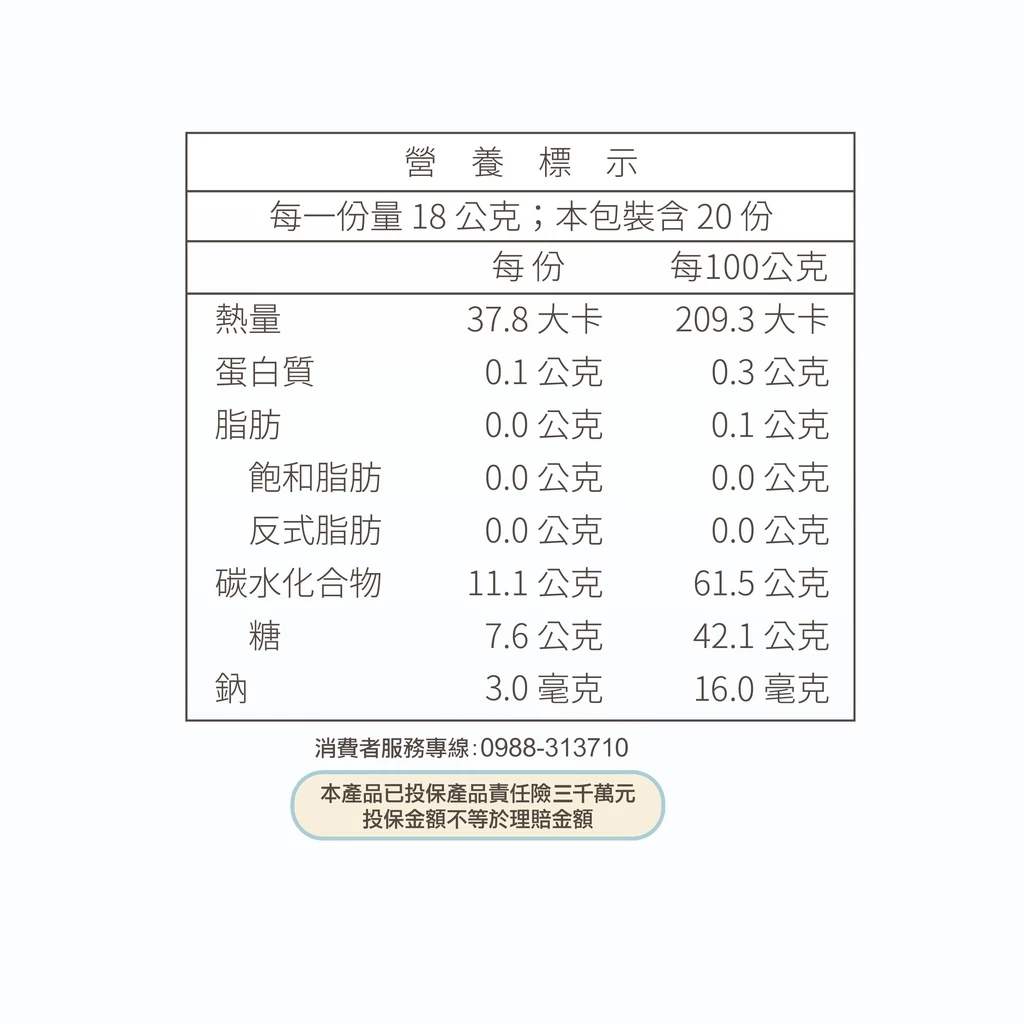 營養標示
每一份量 18 公克；本包裝含 20 份
每份 每100公克
熱量 37.8 大卡 209.3 大卡
蛋白質 0.1 公克 0.3 公克
脂肪 0.0 公克 0.1 公克
飽和脂肪 0.0 公克 0.0 公克
反式脂肪 0.0 公克 0.0 公克
碳水化合物 11.1 公克 61.5 公克
糖 7.6 公克 42.1 公克
鈉 3.0 毫克 16.0 毫克
消費者服務專線:0988-313710
本產品已投保產品責任險三千萬元
投保金額不等於理賠金額